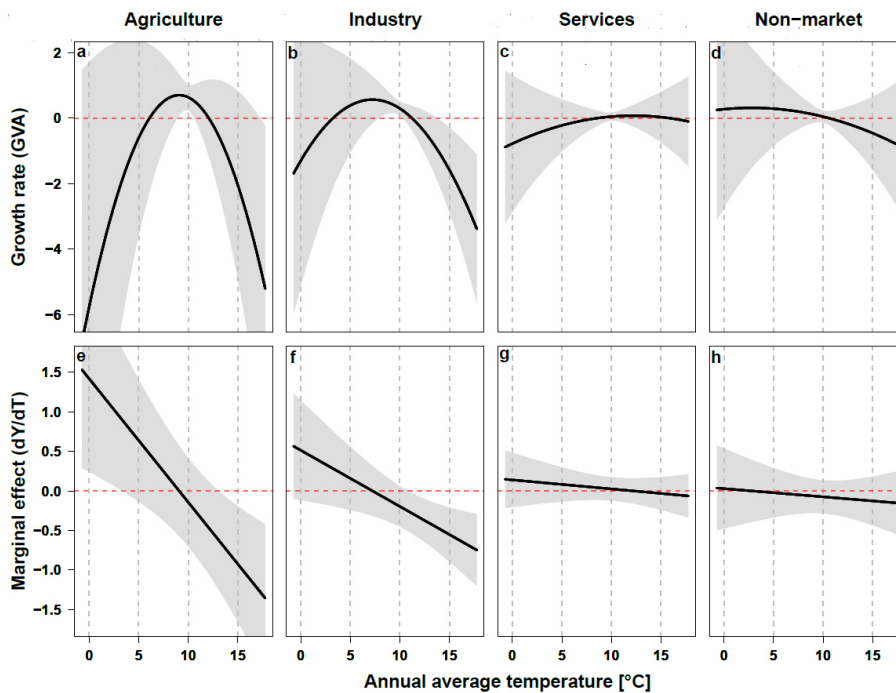 Agriculture Industry Services Non−market
a b c d
Growth rate (GVA)
2
0
−2
−4
−6
e f g h
Marginal effect (dY/dT)
1.5
1.0
0.5
0.0
−0.5
−1.0
−1.5
0 5 10 15 0 5 10 15 0 5 10 15 0 5 10 15
Annual average temperature [°C]